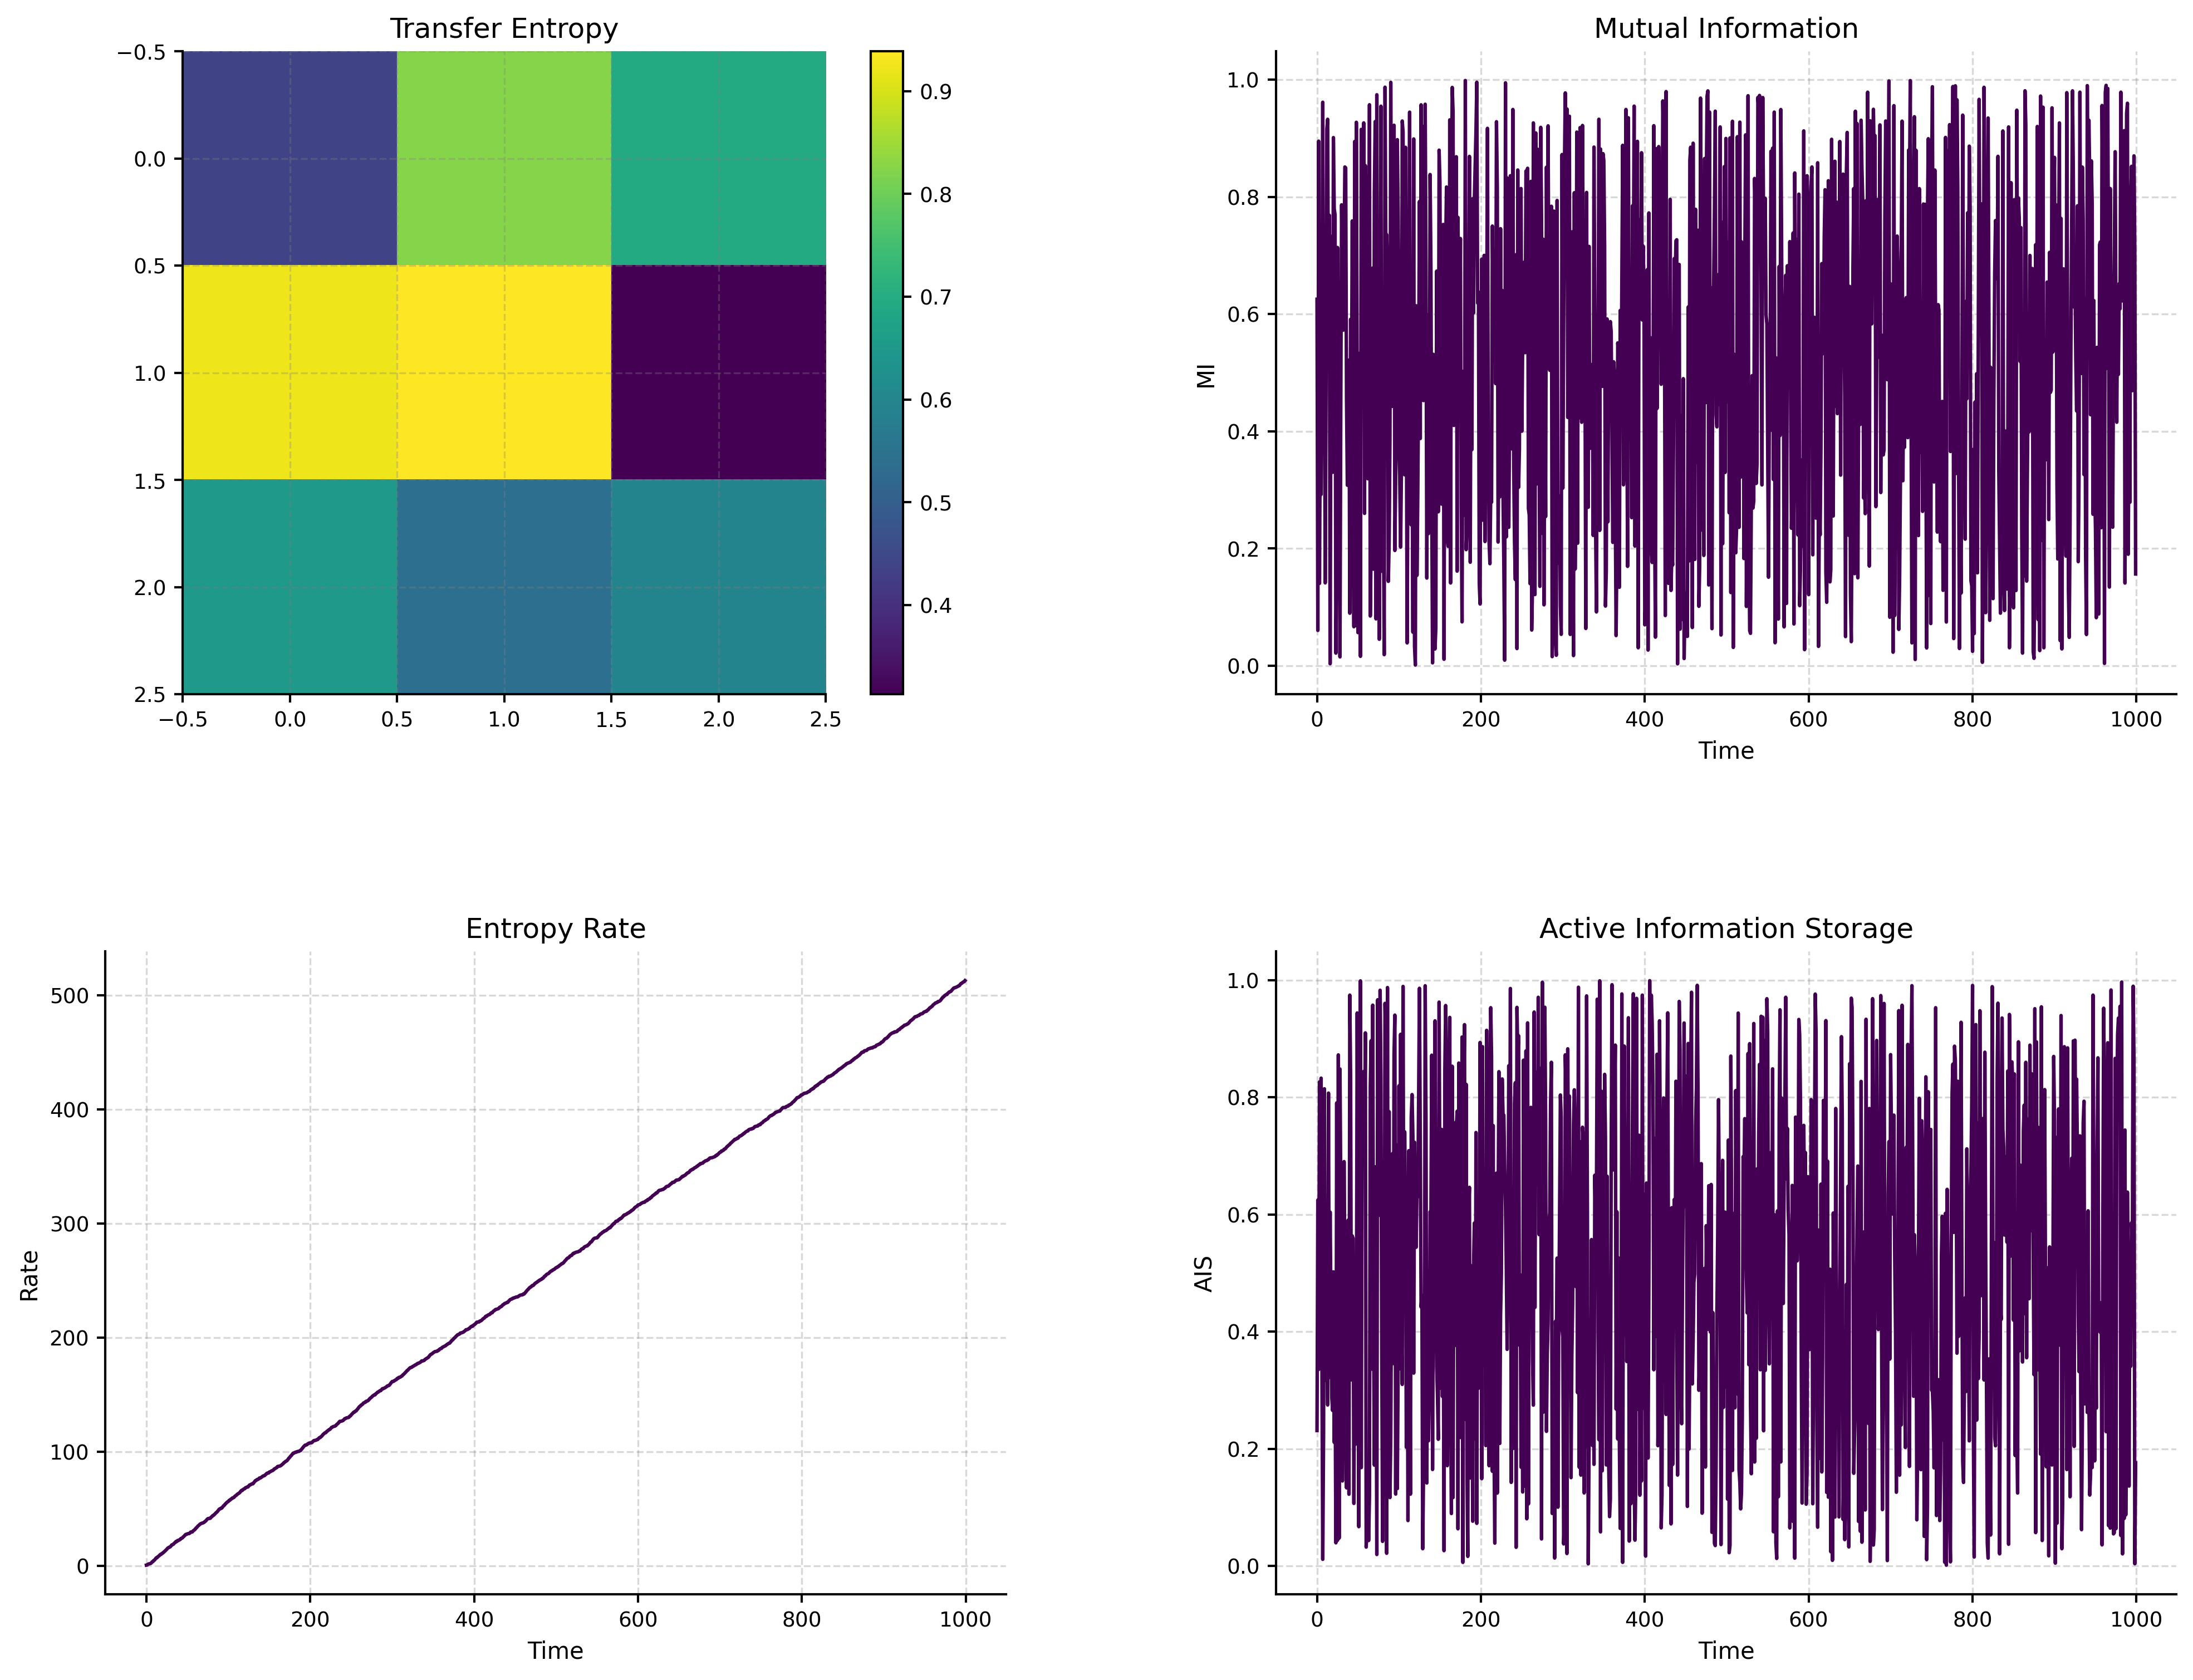 Transfer Entropy
−0.5
0.0
0.5
1.0
1.5
2.0
2.5
−0.5 0.0 0.5 1.0 1.5 2.0 2.5
0.9
0.8
0.7
0.6
0.5
0.4
Mutual Information
MI
1.0
0.8
0.6
0.4
0.2
0.0
0 200 400 600 800 1000
Time
Entropy Rate
Rate
500
400
300
200
100
0
0 200 400 600 800 1000
Time
Active Information Storage
AIS
1.0
0.8
0.6
0.4
0.2
0.0
0 200 400 600 800 1000
Time